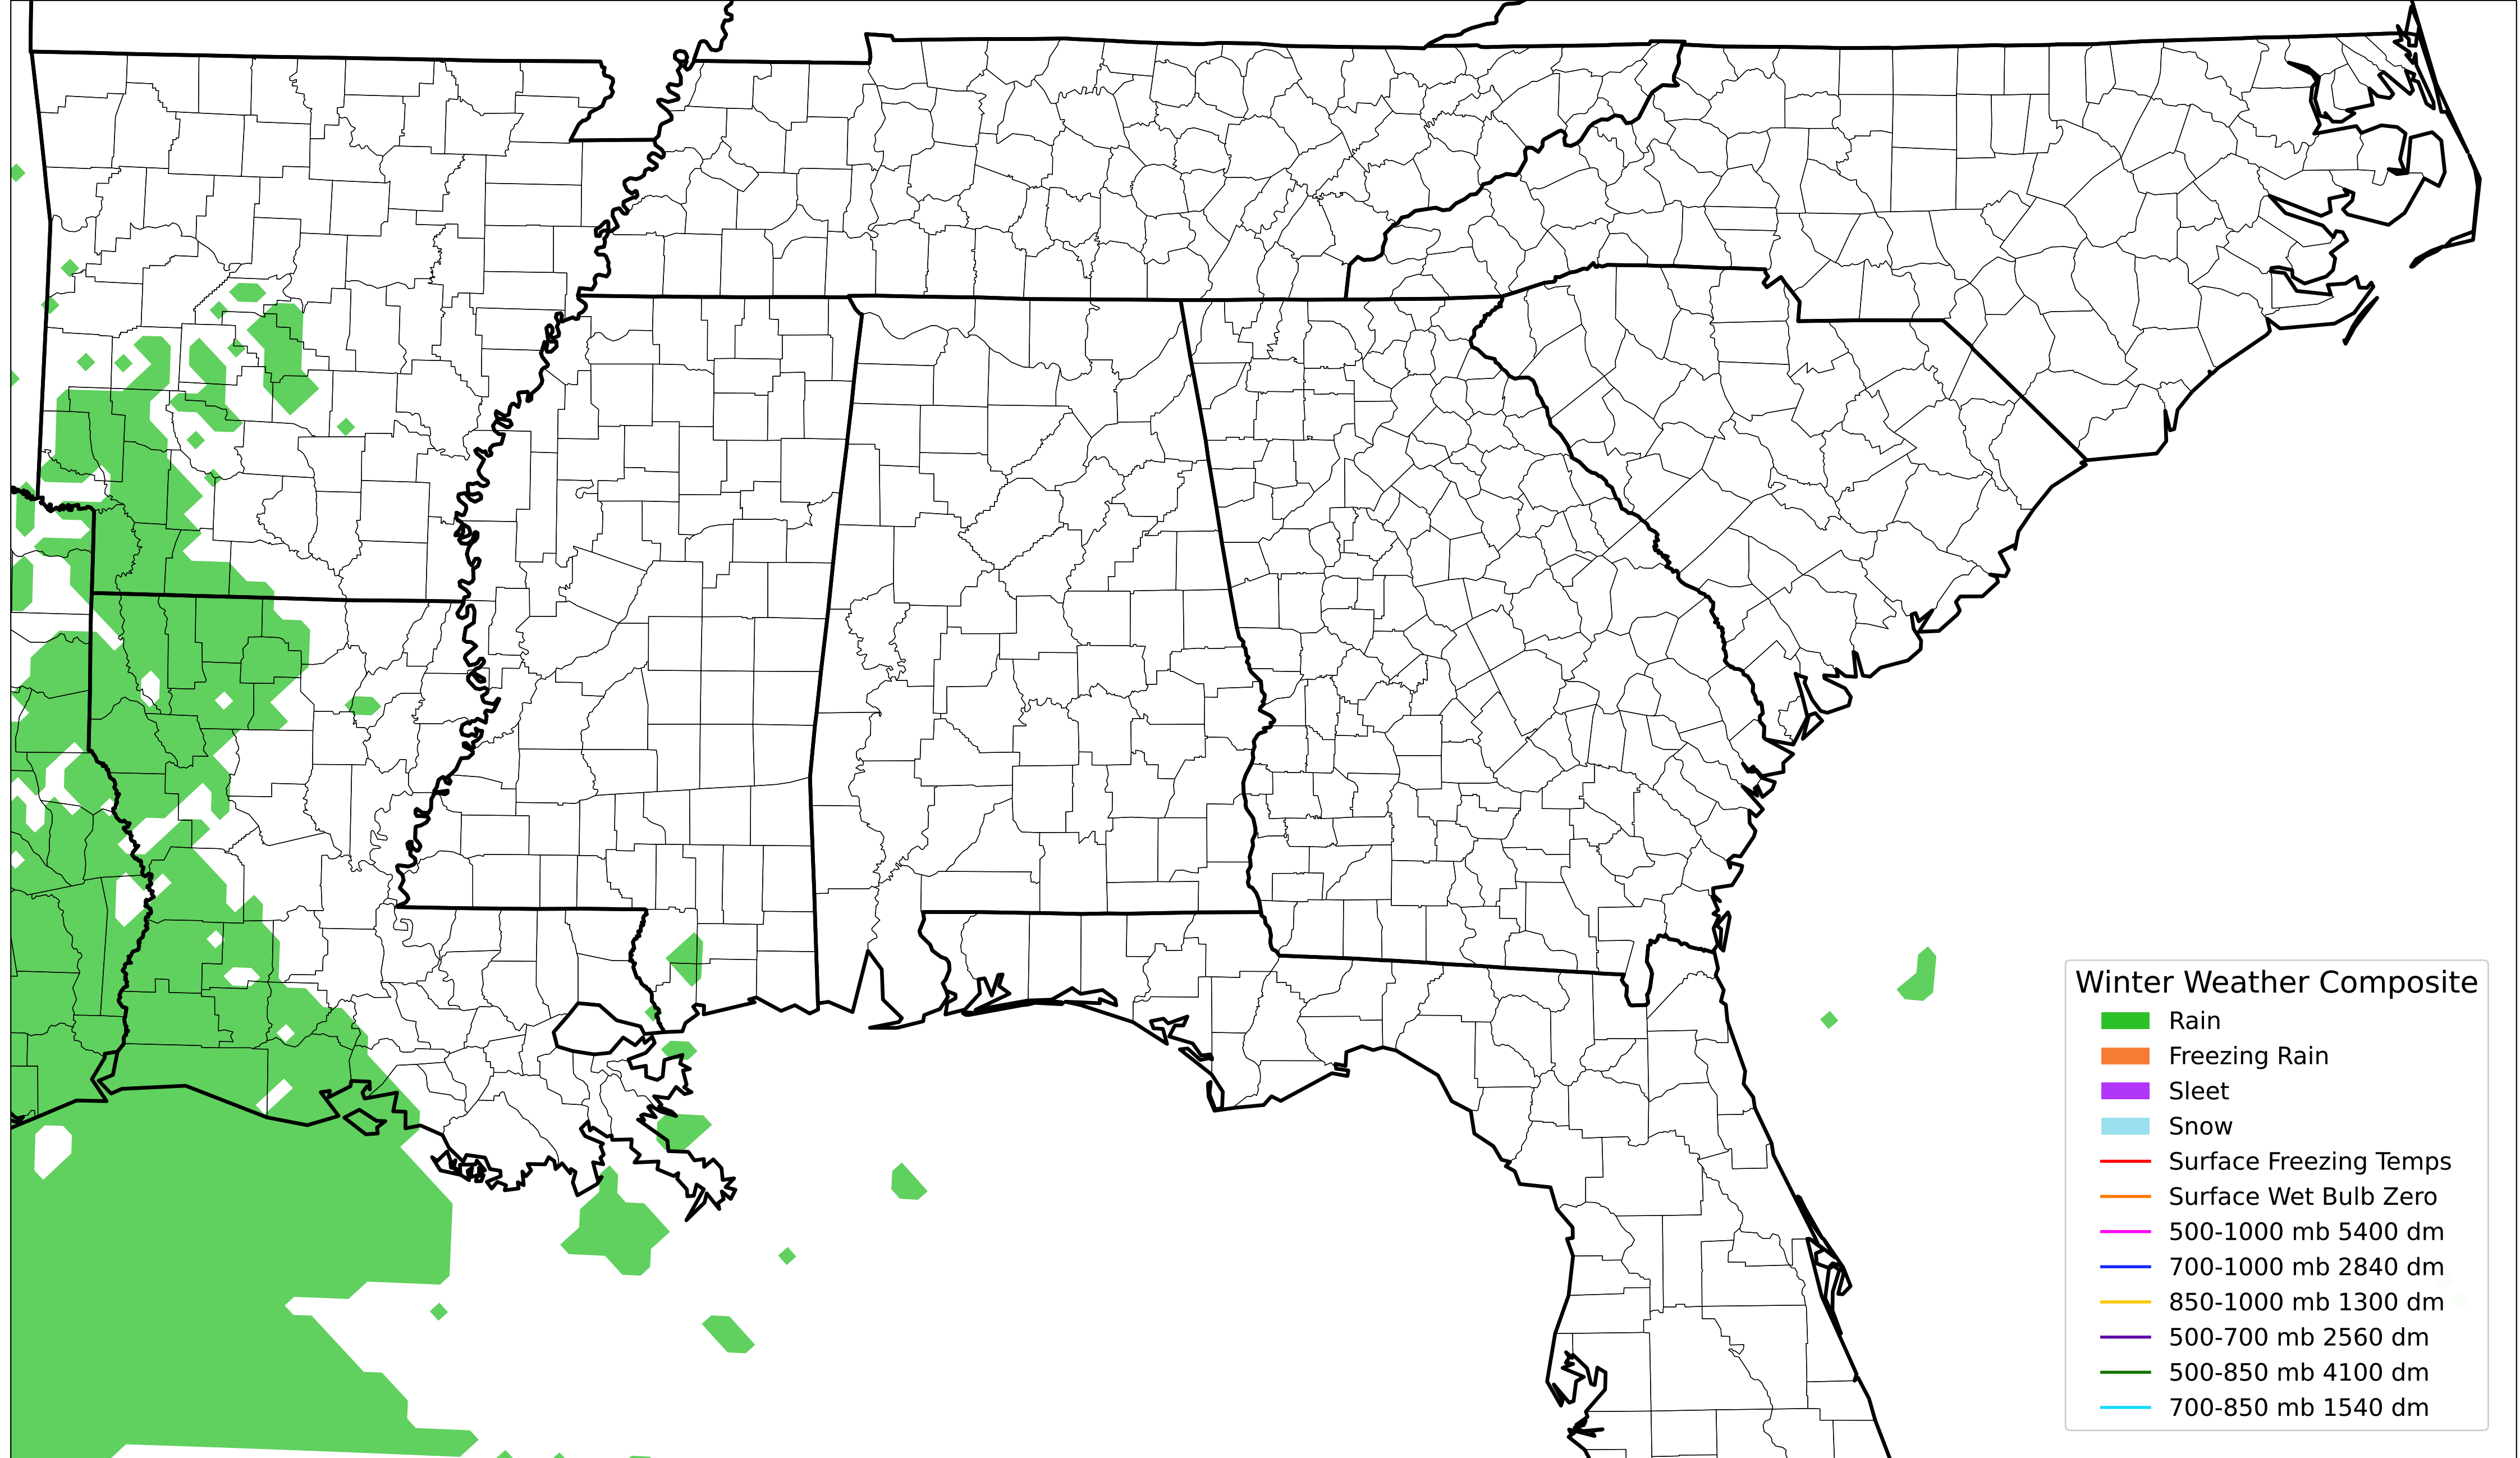 Winter Weather Composite
Rain
Freezing Rain
Sleet
Snow
Surface Freezing Temps
Surface Wet Bulb Zero
500-1000 mb 5400 dm
700-1000 mb 2840 dm
850-1000 mb 1300 dm
500-700 mb 2560 dm
500-850 mb 4100 dm
700-850 mb 1540 dm